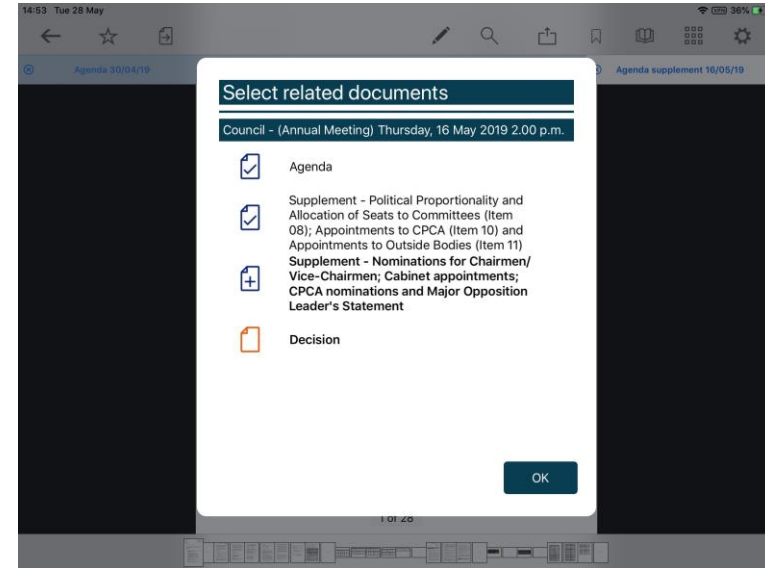 14:53 Tue 28 May
VPN 36%
Agenda 30/04/19
Agenda supplement 16/05/19
Select related documents
Council - (Annual Meeting) Thursday, 16 May 2019 2.00 p.m.
Agenda
Supplement - Political Proportionality and
Allocation of Seats to Committees (Item
08); Appointments to CPCA (Item 10) and
Appointments to Outside Bodies (Item 11)
Supplement - Nominations for Chairmen/
Vice-Chairmen; Cabinet appointments;
CPCA nominations and Major Opposition
Leader's Statement
Decision
OK
1 of 28